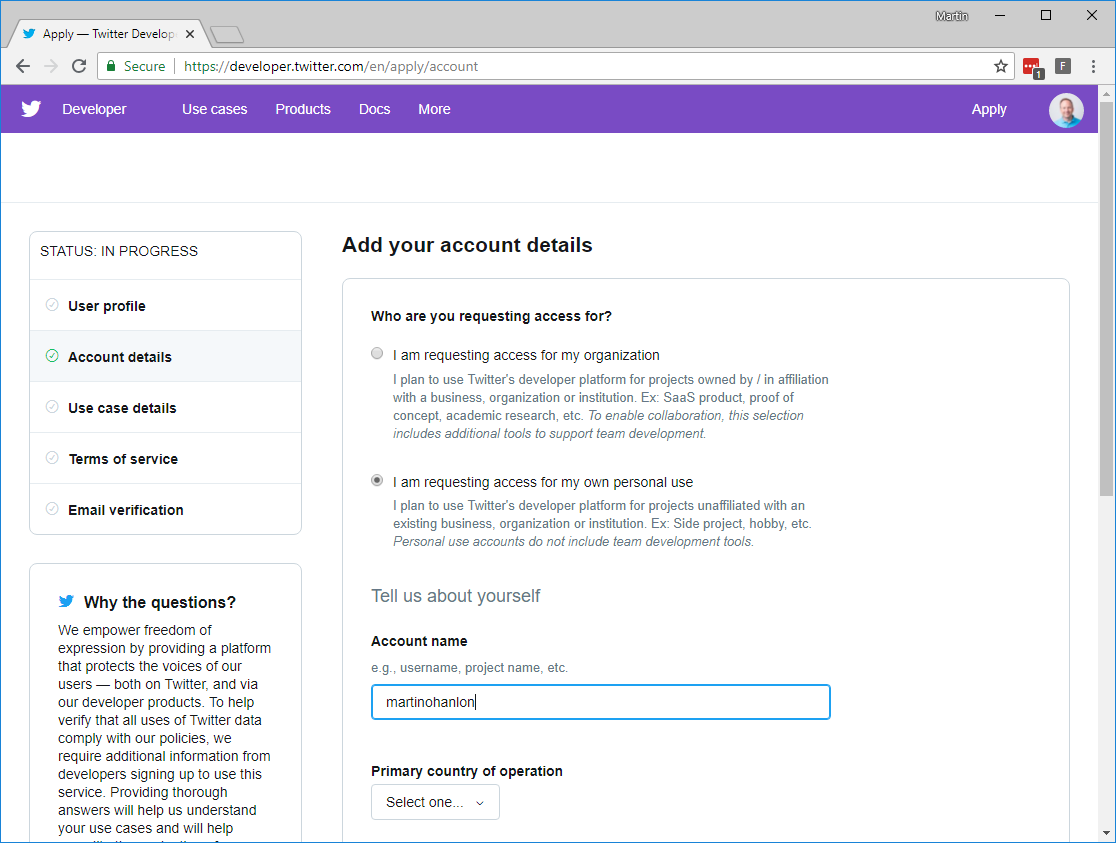 Martin
Apply — Twitter Develop
Secure
https://developer.twitter.com/en/apply/account
1
F
Developer
Use cases
Products
Docs
More
Apply
STATUS: IN PROGRESS
User profile
Account details
Use case details
Terms of service
Email verification
Why the questions?
We empower freedom of
expression by providing a platform
that protects the voices of our
users — both on Twitter, and via
our developer products. To help
verify that all uses of Twitter data
comply with our policies, we
require additional information from
developers signing up to use this
service. Providing thorough
answers will help us understand
your use cases and will help
Add your account details
Who are you requesting access for?
I am requesting access for my organization
I plan to use Twitter's developer platform for projects owned by / in affiliation
with a business, organization or institution. Ex: SaaS product, proof of
concept, academic research, etc. To enable collaboration, this selection
includes additional tools to support team development.
I am requesting access for my own personal use
I plan to use Twitter's developer platform for projects unaffiliated with an
existing business, organization or institution. Ex: Side project, hobby, etc.
Personal use accounts do not include team development tools.
Tell us about yourself
Account name
e.g., username, project name, etc.
martinohanlon
Primary country of operation
Select one...